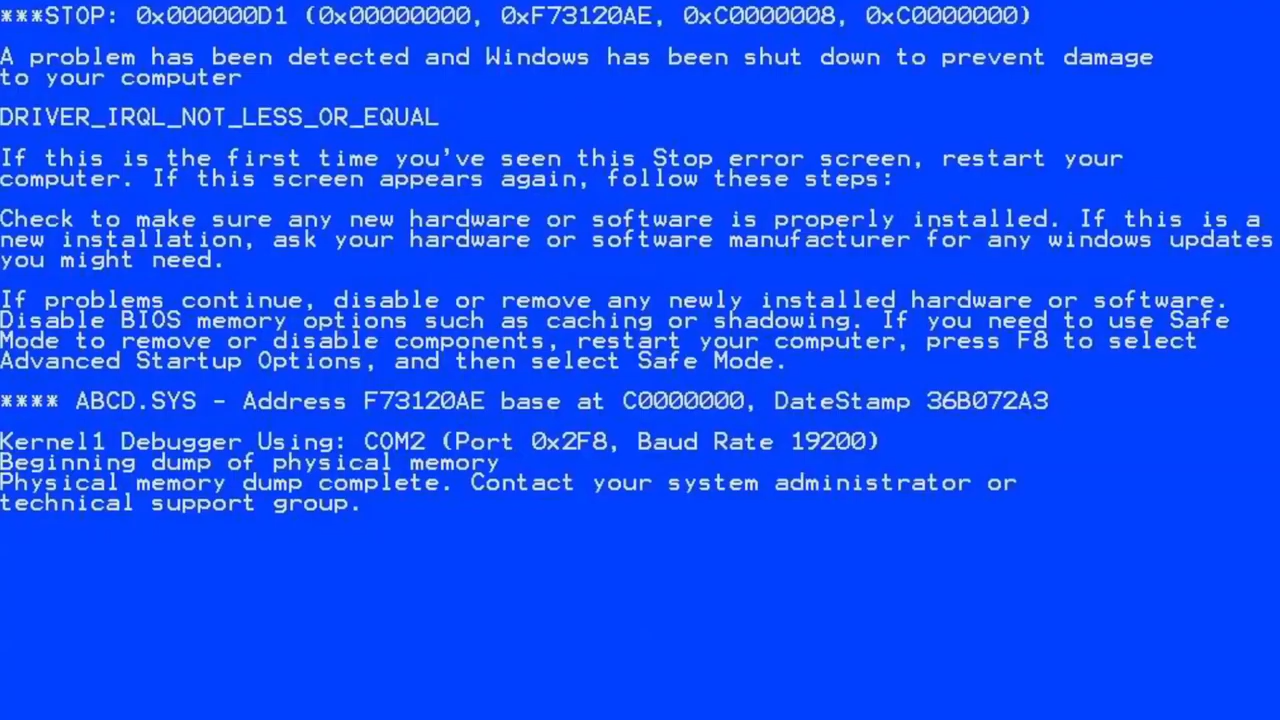 ***STOP: 0x000000D1 (0x00000000, 0xF73120AE, 0xC0000008, 0xC0000000)
A problem has been detected and Windows has been shut down to prevent damage
to your computer
DRIVER_IRQL_NOT_LESS_OR_EQUAL
If this is the first time you've seen this Stop error screen, restart your
computer. If this screen appears again, follow these steps:
Check to make sure any new hardware or software is properly installed. If this is a
new installation, ask your hardware or software manufacturer for any windows updates
you might need.
If problems continue, disable or remove any newly installed hardware or software.
Disable BIOS memory options such as caching or shadowing. If you need to use Safe
Mode to remove or disable components, restart your computer, press F8 to select
Advanced Startup Options, and then select Safe Mode.
**** ABCD.SYS - Address F73120AE base at C0000000, DateStamp 36B072A3
Kernel1 Debugger Using: COM2 (Port 0x2F8, Baud Rate 19200)
Beginning dump of physical memory
Physical memory dump complete. Contact your system administrator or
technical support group.